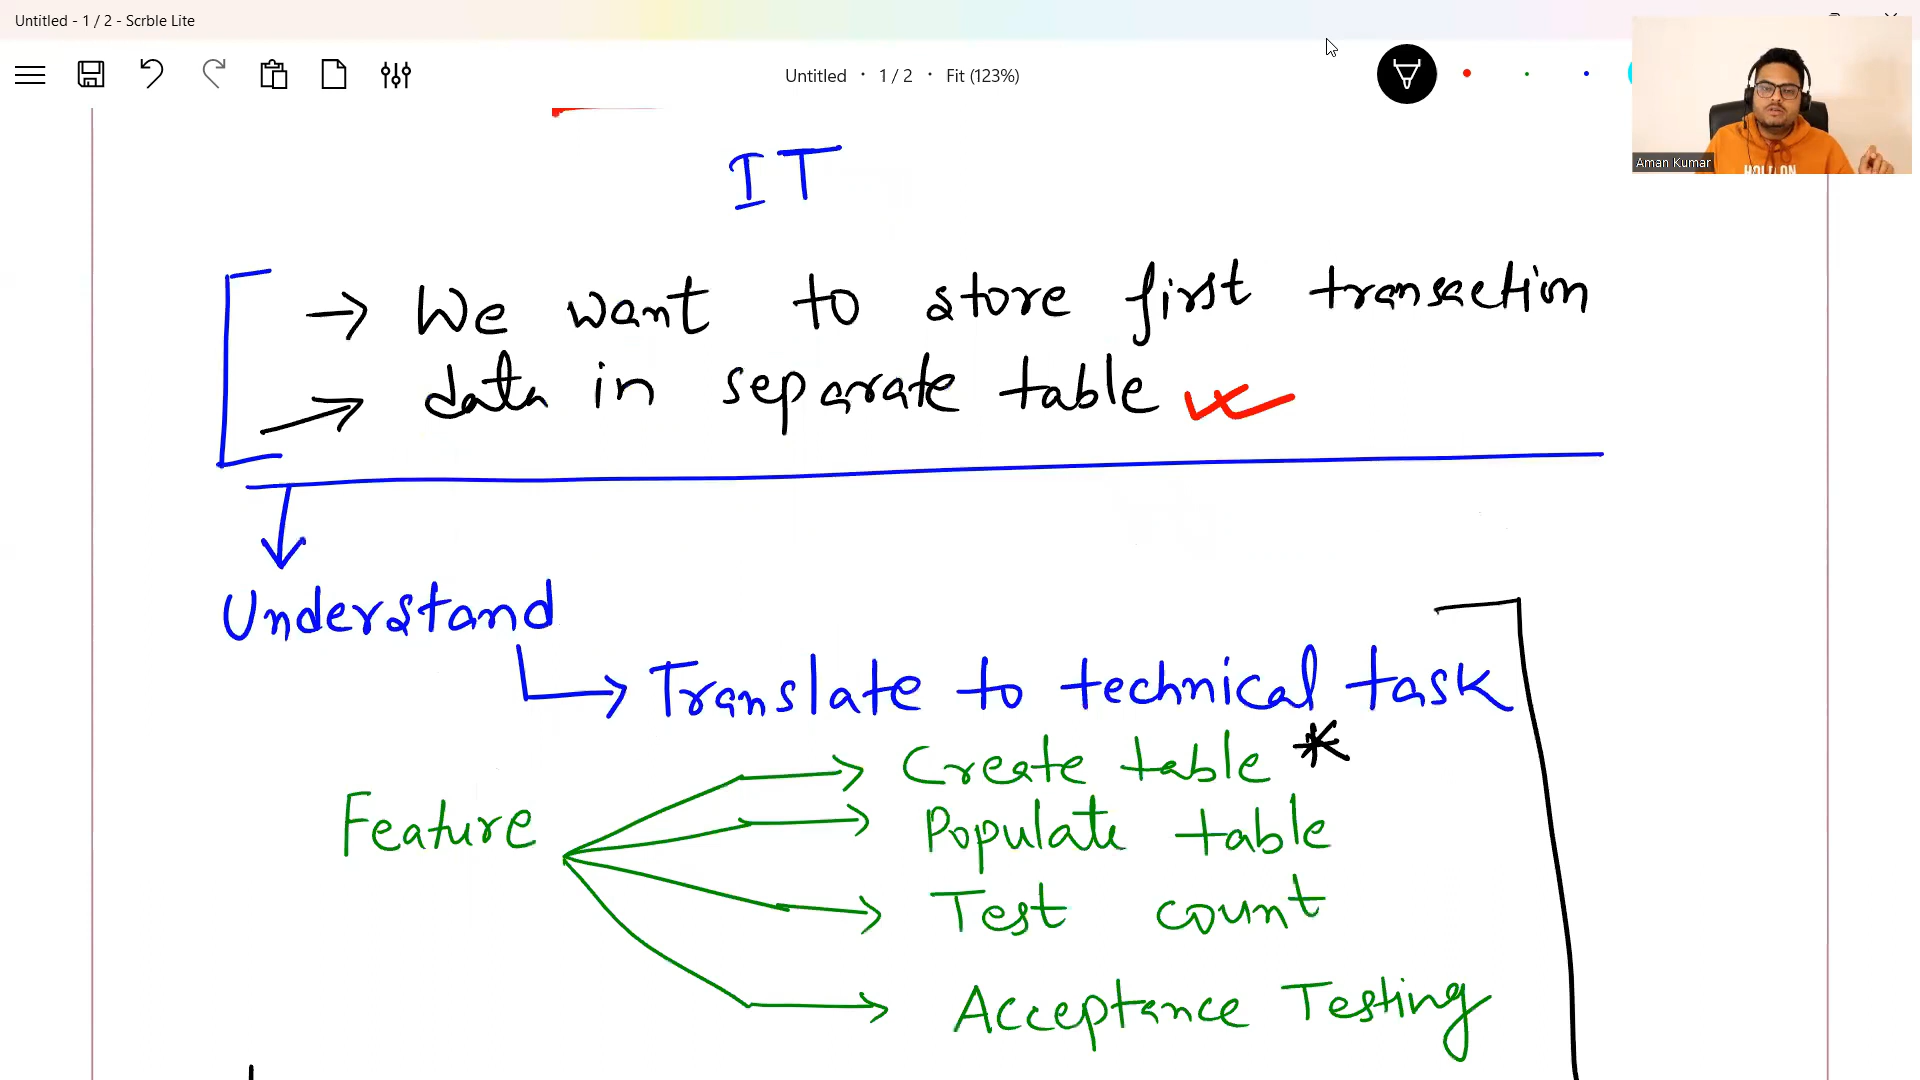 Untitled - 1 / 2 - Scrble Lite
Untitled • 1 / 2 • Fit (123%)
Aman Kumar
IT
→ We want to store first transaction
→ data in separate table
Understand
→ Translate to technical task
Feature
→ Create table *
→ Populate table
→ Test count
→ Acceptance Testing